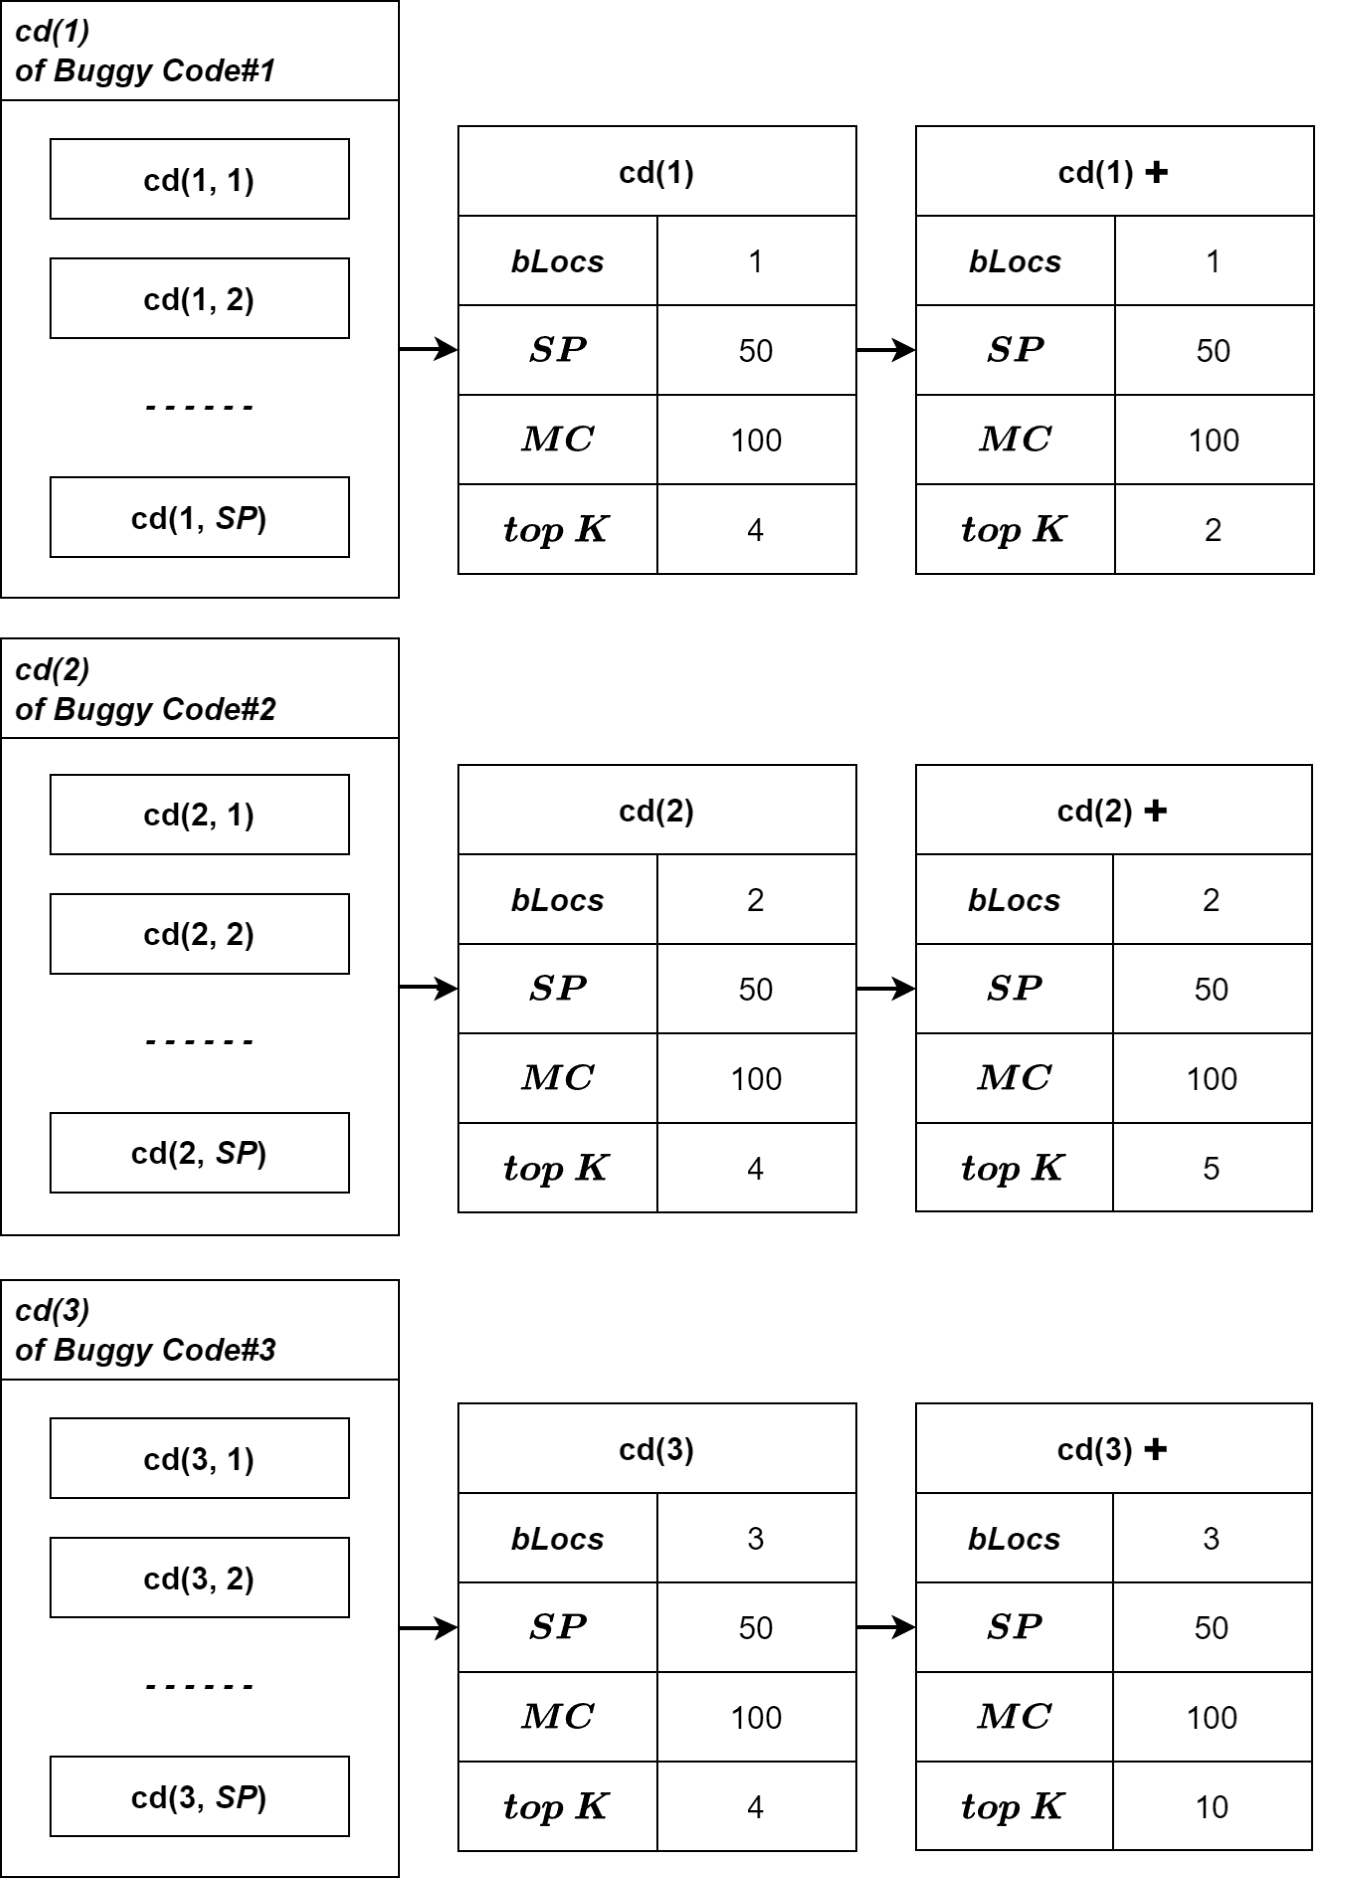 cd(1)
of Buggy Code#1
cd(1, 1)
cd(1, 2)
- - - - - -
cd(1, SP)
cd(1)
bLocs 1
SP 50
MC 100
top K 4
cd(1) +
bLocs 1
SP 50
MC 100
top K 2
cd(2)
of Buggy Code#2
cd(2, 1)
cd(2, 2)
- - - - - -
cd(2, SP)
cd(2)
bLocs 2
SP 50
MC 100
top K 4
cd(2) +
bLocs 2
SP 50
MC 100
top K 5
cd(3)
of Buggy Code#3
cd(3, 1)
cd(3, 2)
- - - - - -
cd(3, SP)
cd(3)
bLocs 3
SP 50
MC 100
top K 4
cd(3) +
bLocs 3
SP 50
MC 100
top K 10